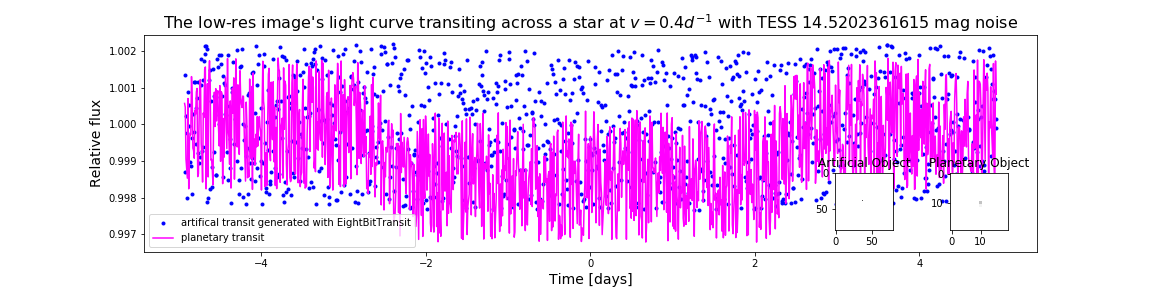 The low-res image's light curve transiting across a star at v = 0.4d⁻¹ with TESS 14.5202361615 mag noise
1.002
1.001
1.000
0.999
0.998
0.997
Relative flux
Artificial Object
Planetary Object
0
50
0
50
0
10
0
10
artifical transit generated with EightBitTransit
planetary transit
−4
−2
0
2
4
Time [days]